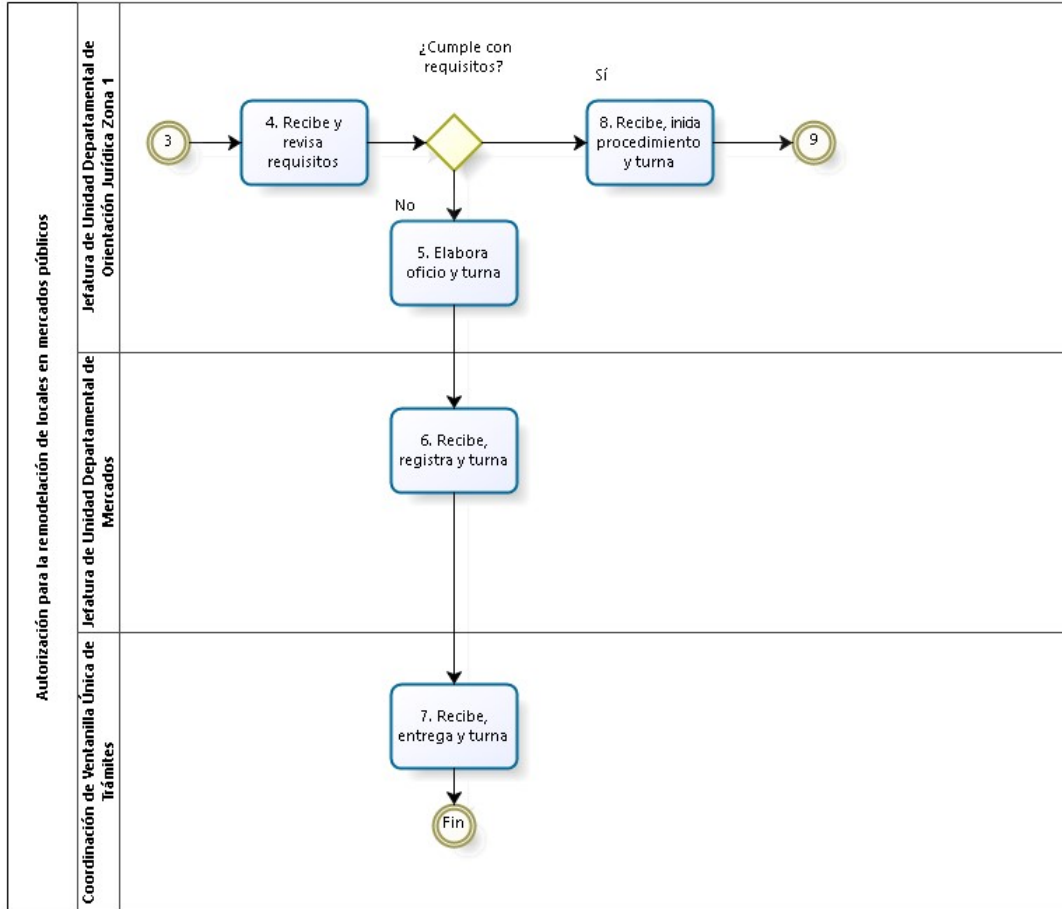 Autorización para la remodelación de locales en mercados públicos
Jefatura de Unidad Departamental de
Orientación Jurídica Zona 1
¿Cumple con
requisitos?
Sí
3
4. Recibe y
revisa
requisitos
8. Recibe, inicia
procedimiento
y turna
9
No
5. Elabora
oficio y turna
Jefatura de Unidad Departamental de
Mercados
6. Recibe,
registra y turna
Coordinación de Ventanilla Única de
Trámites
7. Recibe,
entrega y turna
Fin